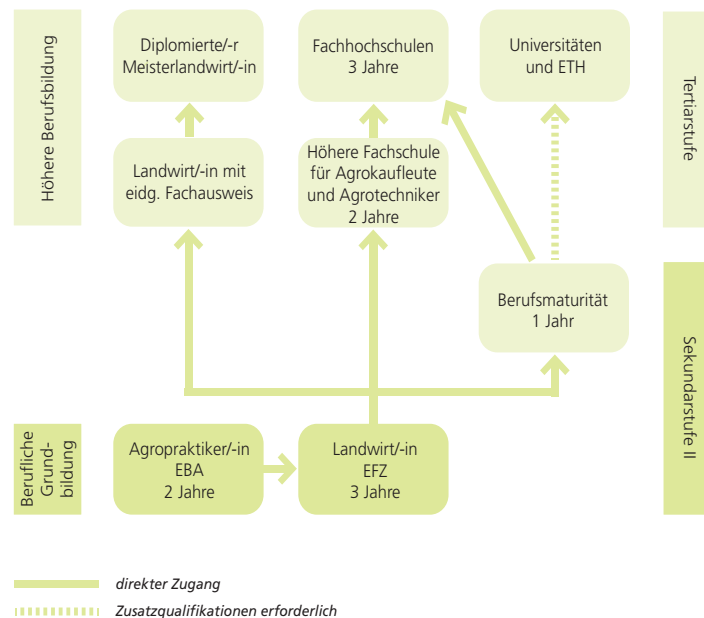 Höhere Berufsbildung
Diplomierte/-r
Meisterlandwirt/-in
Fachhochschulen
3 Jahre
Universitäten
und ETH
Tertiarstufe
Landwirt/-in mit
eidg. Fachausweis
Höhere Fachschule
für Agrokaufleute
und Agrotechniker
2 Jahre
Berufsmaturität
1 Jahr
Sekundarstufe II
Berufliche
Grund-
bildung
Agropraktiker/-in
EBA
2 Jahre
Landwirt/-in
EFZ
3 Jahre
direkter Zugang
Zusatzqualifikationen erforderlich